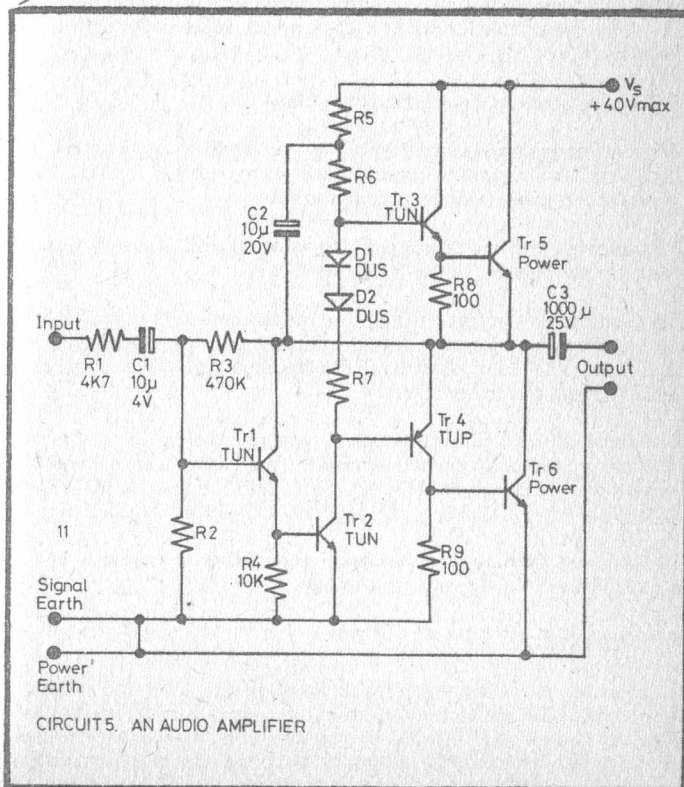 Vs
+40Vmax
R5
R6
C2
10μ
20V
Tr 3
TUN
Tr 5
Power
D1
DUS
D2
DUS
R8
100
C3
1000 μ
25V
Input
R1
4K7
C1
10μ
4V
R3
470K
Output
R7
Tr 4
TUP
Tr1
TUN
Tr 6
Power
R2
11
Tr 2
TUN
R4
10K
R9
100
Signal
Earth
Power'
Earth
CIRCUIT 5. AN AUDIO AMPLIFIER